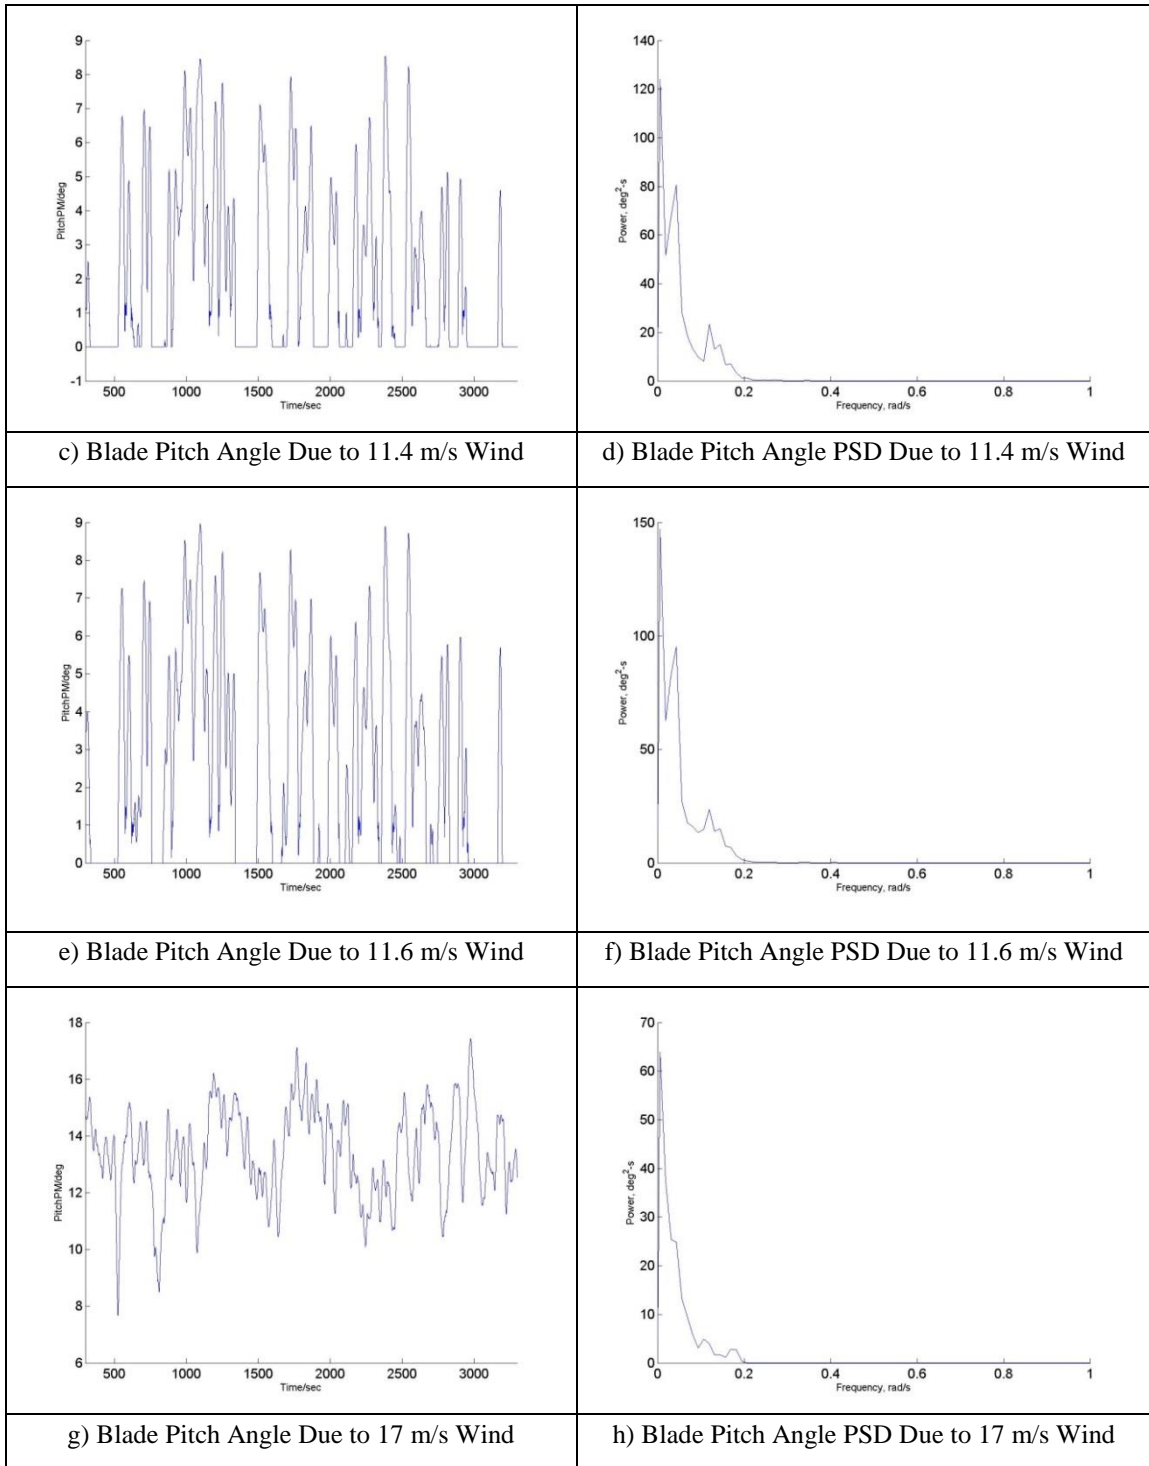 9
8
7
6
5
4
3
2
1
0
-1
PitchPM/deg
500 1000 1500 2000 2500 3000
Time/sec
140
120
100
80
60
40
20
0
Power, deg²-s
0 0.2 0.4 0.6 0.8 1
Frequency, rad/s
c) Blade Pitch Angle Due to 11.4 m/s Wind
d) Blade Pitch Angle PSD Due to 11.4 m/s Wind
9
8
7
6
5
4
3
2
1
0
PitchPM/deg
500 1000 1500 2000 2500 3000
Time/sec
150
100
50
0
Power, deg²-s
0 0.2 0.4 0.6 0.8 1
Frequency, rad/s
e) Blade Pitch Angle Due to 11.6 m/s Wind
f) Blade Pitch Angle PSD Due to 11.6 m/s Wind
18
16
14
12
10
8
6
PitchPM/deg
500 1000 1500 2000 2500 3000
Time/sec
70
60
50
40
30
20
10
0
Power, deg²-s
0 0.2 0.4 0.6 0.8 1
Frequency, rad/s
g) Blade Pitch Angle Due to 17 m/s Wind
h) Blade Pitch Angle PSD Due to 17 m/s Wind